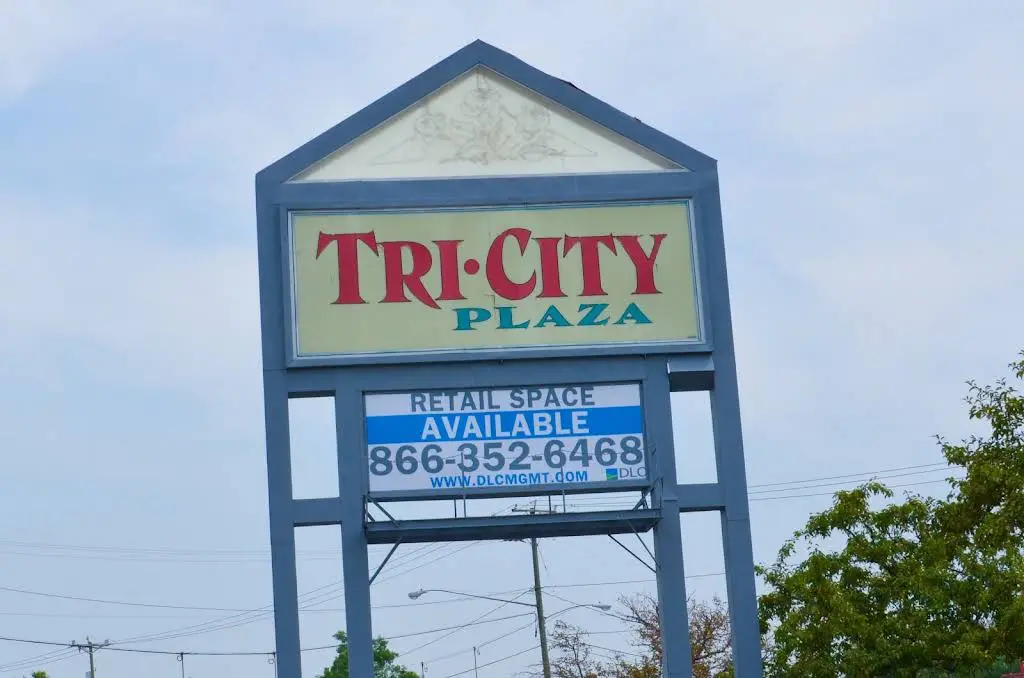 TRI•CITY
PLAZA
RETAIL SPACE
AVAILABLE
866-352-6468
WWW.DLCMGMT.COM
DLC